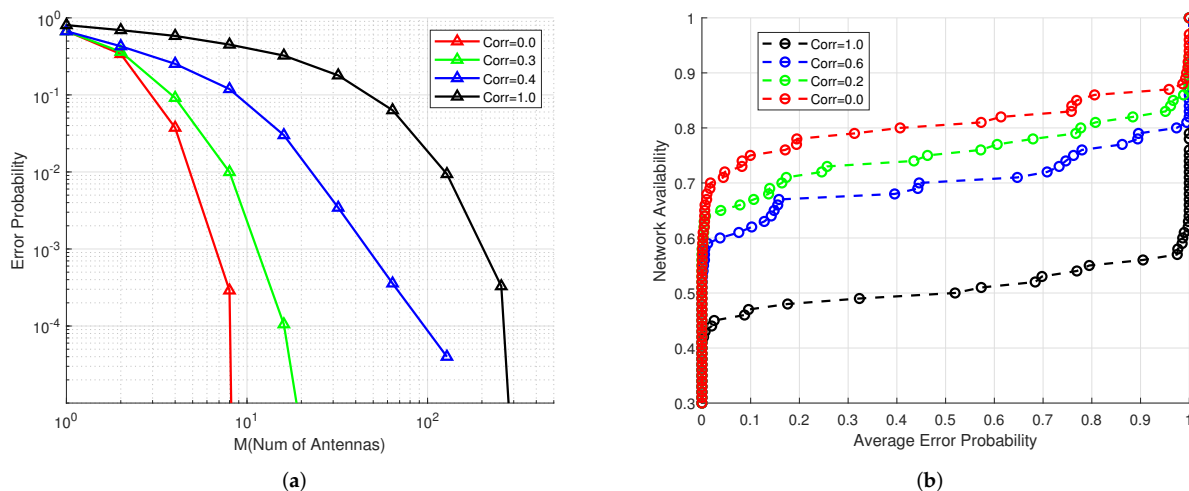 10^0
10^-1
10^-2
10^-3
10^-4
Error Probability
10^0
10^1
10^2
M(Num of Antennas)
Corr=0.0
Corr=0.3
Corr=0.4
Corr=1.0
(a)
1
0.9
0.8
0.7
0.6
0.5
0.4
0.3
Network Availability
0 0.1 0.2 0.3 0.4 0.5 0.6 0.7 0.8 0.9 1
Average Error Probability
Corr=1.0
Corr=0.6
Corr=0.2
Corr=0.0
(b)